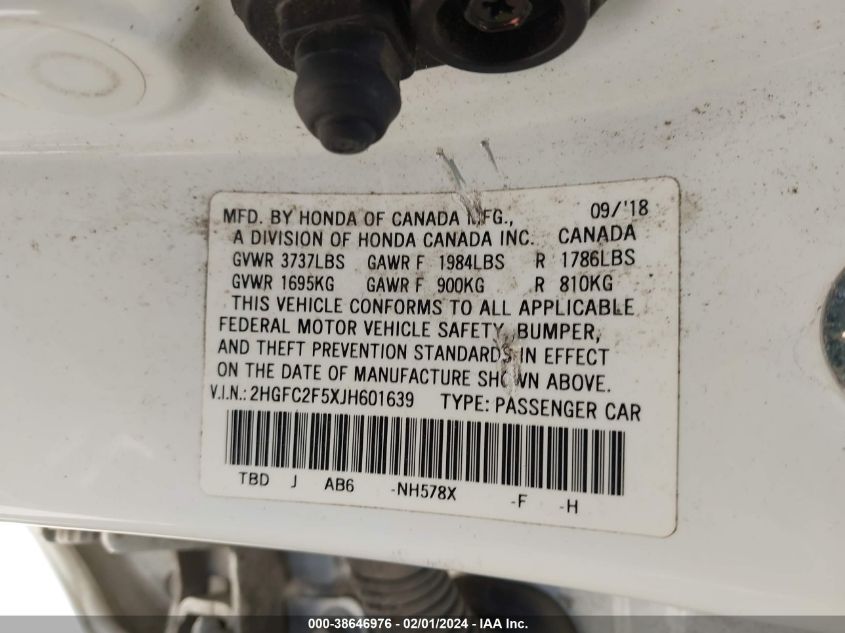 MFD. BY HONDA OF CANADA MFG., 09/'18
A DIVISION OF HONDA CANADA INC. CANADA
GVWR 3737LBS GAWR F 1984LBS R 1786LBS
GVWR 1695KG GAWR F 900KG R 810KG
THIS VEHICLE CONFORMS TO ALL APPLICABLE
FEDERAL MOTOR VEHICLE SAFETY, BUMPER,
AND THEFT PREVENTION STANDARDS IN EFFECT
ON THE DATE OF MANUFACTURE SHOWN ABOVE.
V.I.N.: 2HGFC2F5XJH601639 TYPE: PASSENGER CAR
TBD J AB6 -NH578X -F -H
000-38646976 - 02/01/2024 - IAA Inc.